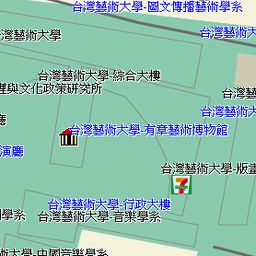 台灣藝術大學-圖文傳播藝術學系
台灣藝術大學
台灣藝術大學-綜合大樓
與文化政策研究所
廳
台灣藝術大學-有章藝術博物館
演廳
台灣藝術大學-版畫
7
台灣藝術大學-行政大樓
學系
台灣藝術大學-音樂學系
台灣藝術大學-中國音樂學系